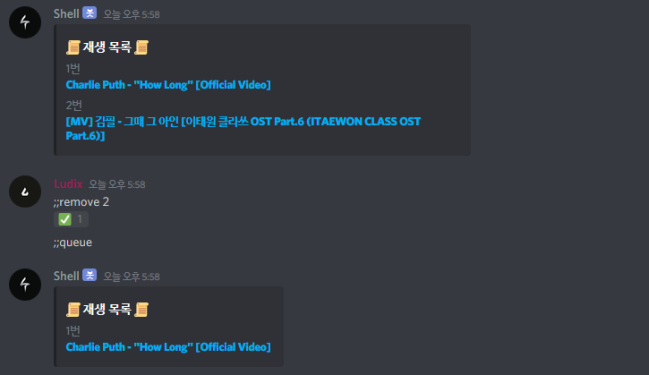 Shell 봇 오늘 오후 5:58
📜 재생 목록 📜
1번
Charlie Puth - "How Long" [Official Video]
2번
[MV] 김필 - 그때 그 아인 [이태원 클라쓰 OST Part.6 (ITAEWON CLASS OST
Part.6)]
Ludix 오늘 오후 5:58
;;remove 2
✅ 1
;;queue
Shell 봇 오늘 오후 5:58
📜 재생 목록 📜
1번
Charlie Puth - "How Long" [Official Video]